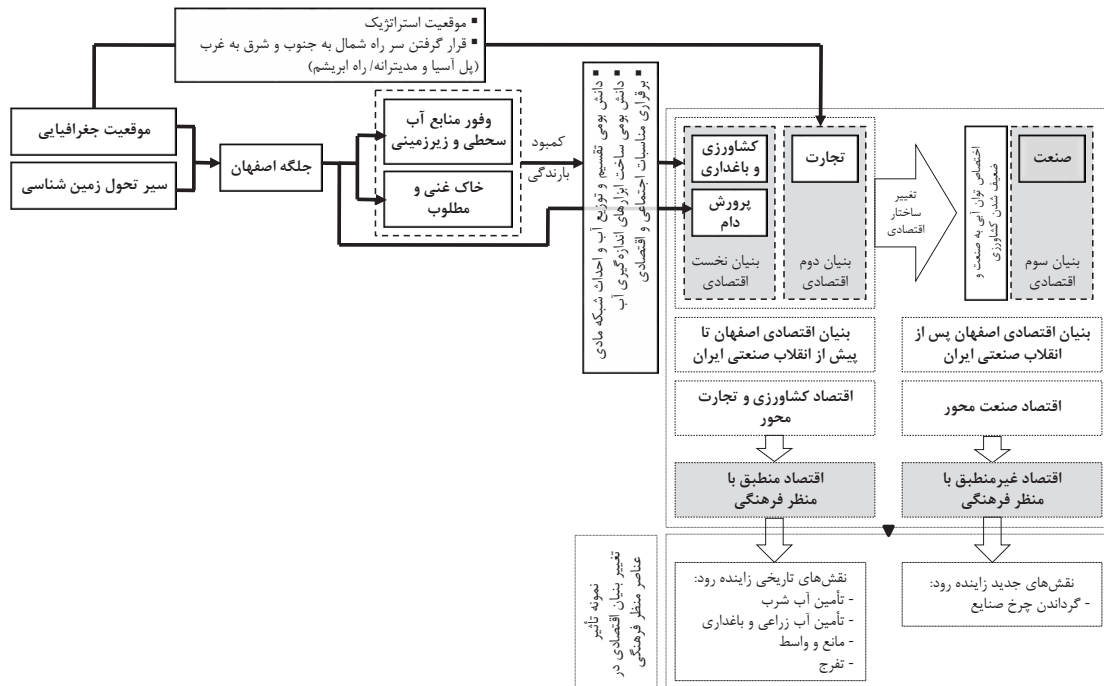 ▪ موقعیت استراتژیک
▪ قرار گرفتن سر راه شمال به جنوب و شرق به غرب
(پل آسیا و مدیترانه/ راه ابریشم)
موقعیت جغرافیایی
سیر تحول زمین شناسی
جلگه اصفهان
وفور منابع آب
سطحی و زیرزمینی
خاک غنی و
مطلوب
کمبود
بارندگی
▪ دانش بومی تقسیم و توزیع آب و احداث شبکه مادی
▪ دانش بومی ساخت ابزارهای اندازه‌گیری آب
▪ برقراری مناسبات اجتماعی و اقتصادی
کشاورزی
و باغداری
پرورش
دام
بنیان نخست
اقتصادی
تجارت
بنیان دوم
اقتصادی
تغییر
ساختار
اقتصادی
اختصاص توان آبی به صنعت و
ضعیف شدن کشاورزی
صنعت
بنیان سوم
اقتصادی
بنیان اقتصادی اصفهان تا
پیش از انقلاب صنعتی ایران
بنیان اقتصادی اصفهان پس از
انقلاب صنعتی ایران
اقتصاد کشاورزی و تجارت
محور
اقتصاد صنعت محور
اقتصاد منطبق با
منظر فرهنگی
اقتصاد غیرمنطبق با
منظر فرهنگی
نمونه تأثیر
تغییر بنیان اقتصادی در
عناصر منظر فرهنگی
نقش‌های تاریخی زاینده رود:
- تأمین آب شرب
- تأمین آب زراعی و باغداری
- مانع و واسط
- تفرج
نقش‌های جدید زاینده رود:
- گرداندن چرخ صنایع